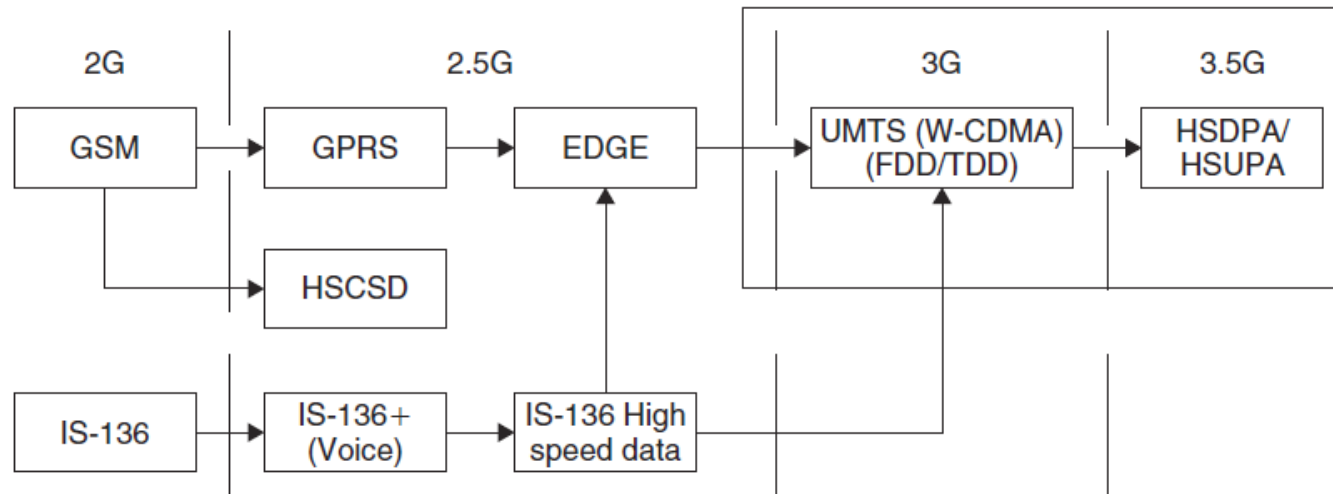 2G
2.5G
3G
3.5G
GSM
GPRS
EDGE
UMTS (W-CDMA)
(FDD/TDD)
HSDPA/
HSUPA
HSCSD
IS-136
IS-136+
(Voice)
IS-136 High
speed data